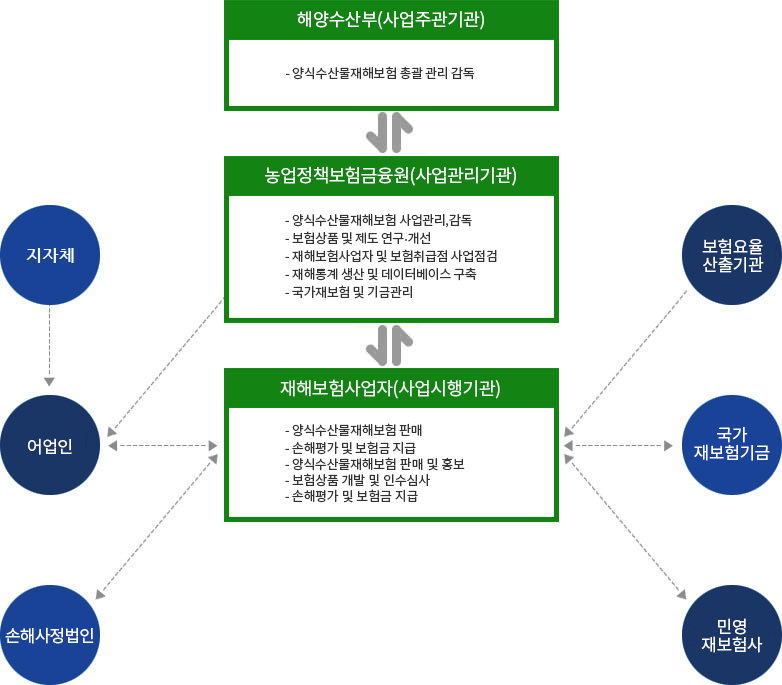 해양수산부(사업주관기관)
- 양식수산물재해보험 총괄 관리 감독
농업정책보험금융원(사업관리기관)
- 양식수산물재해보험 사업관리,감독
- 보험상품 및 제도 연구·개선
- 재해보험사업자 및 보험취급점 사업점검
- 재해통계 생산 및 데이터베이스 구축
- 국가재보험 및 기금관리
지자체
보험요율
산출기관
재해보험사업자(사업시행기관)
- 양식수산물재해보험 판매
- 손해평가 및 보험금 지급
- 양식수산물재해보험 판매 및 홍보
- 보험상품 개발 및 인수심사
- 손해평가 및 보험금 지급
어업인
국가
재보험기금
손해사정법인
민영
재보험사